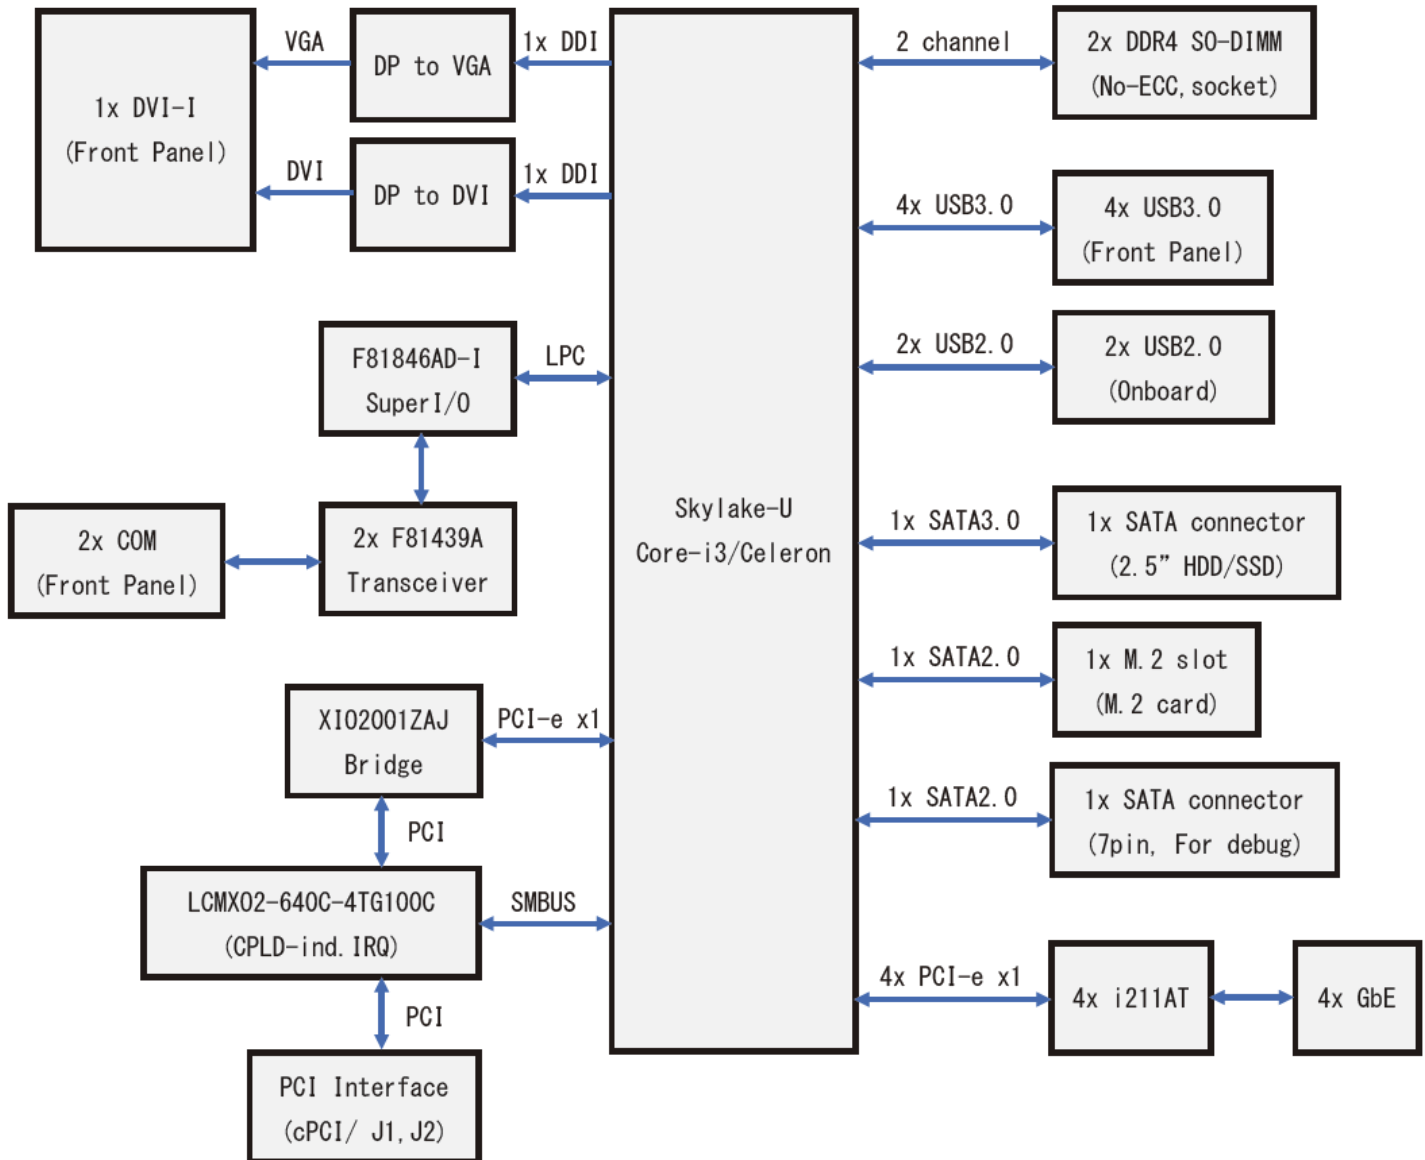 VGA
1x DDI
DP to VGA
1x DVI-I
(Front Panel)
DVI
1x DDI
DP to DVI
F81846AD-I
SuperI/O
LPC
2x COM
(Front Panel)
2x F81439A
Transceiver
XIO2001ZAJ
Bridge
PCI-e x1
PCI
LCMXO2-640C-4TG100C
(CPLD-ind.IRQ)
SMBUS
PCI
PCI Interface
(cPCI/ J1,J2)
Skylake-U
Core-i3/Celeron
2 channel
2x DDR4 SO-DIMM
(No-ECC,socket)
4x USB3.0
4x USB3.0
(Front Panel)
2x USB2.0
2x USB2.0
(Onboard)
1x SATA3.0
1x SATA connector
(2.5” HDD/SSD)
1x SATA2.0
1x M.2 slot
(M.2 card)
1x SATA2.0
1x SATA connector
(7pin, For debug)
4x PCI-e x1
4x i211AT
4x GbE